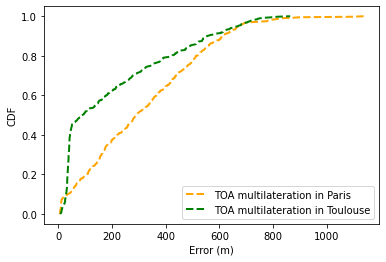 1.0
0.8
0.6
0.4
0.2
0.0
CDF
TOA multilateration in Paris
TOA multilateration in Toulouse
0 200 400 600 800 1000
Error (m)